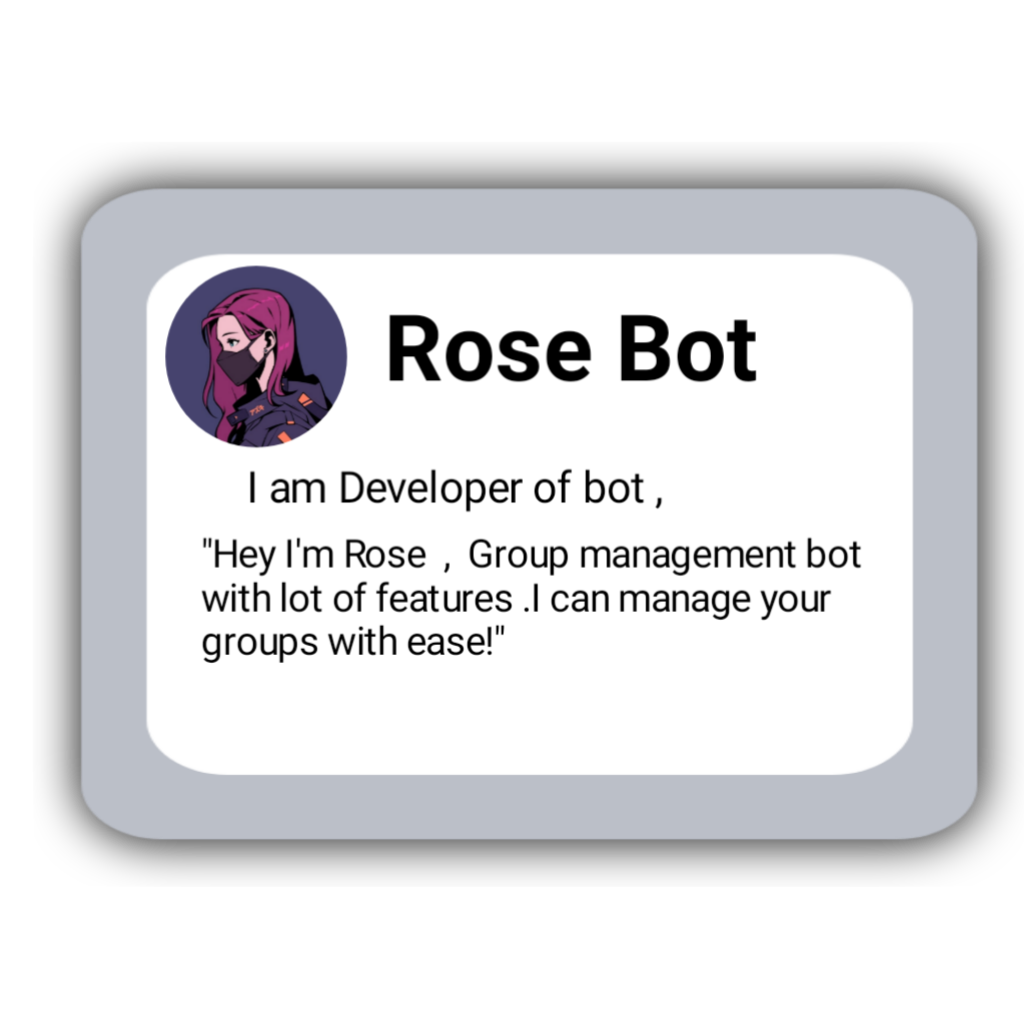 Rose Bot
I am Developer of bot ,
"Hey I'm Rose  ,  Group management bot
with lot of features .I can manage your
groups with ease!"